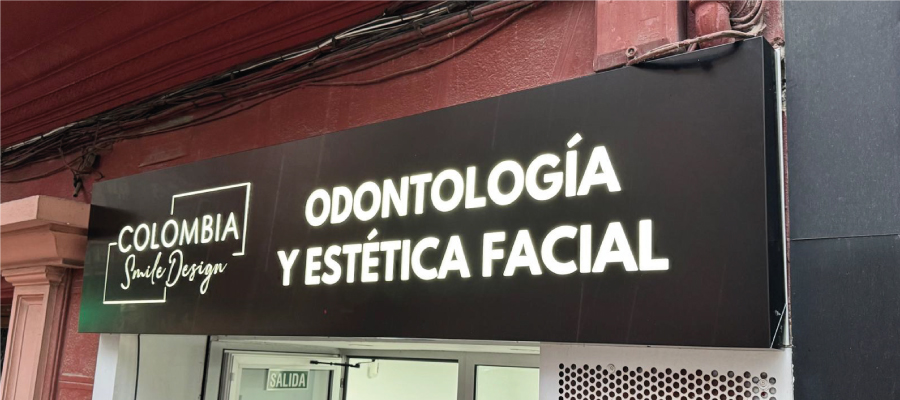 COLOMBIA
Smile Design
ODONTOLOGÍA
Y ESTÉTICA FACIAL
SALIDA